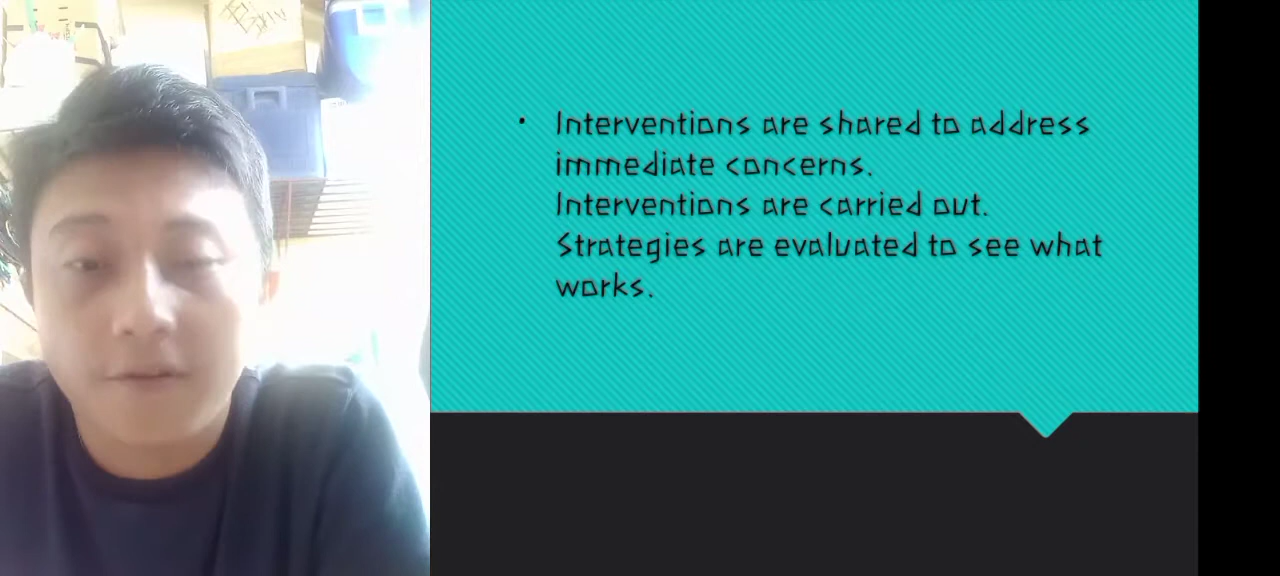 • Interventions are shared to address
immediate concerns.
Interventions are carried out.
Strategies are evaluated to see what
works.